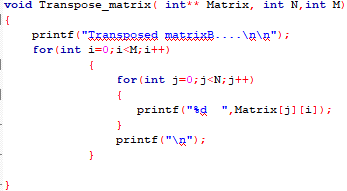 void Transpose_matrix( int** Matrix, int N,int M)
{
printf("Transposed matrixB....\n\n");
for(int i=0;i<M;i++)
{
for(int j=0;j<N;j++)
{
printf("%d  ",Matrix[j][i]);
}
printf("\n");
}
}